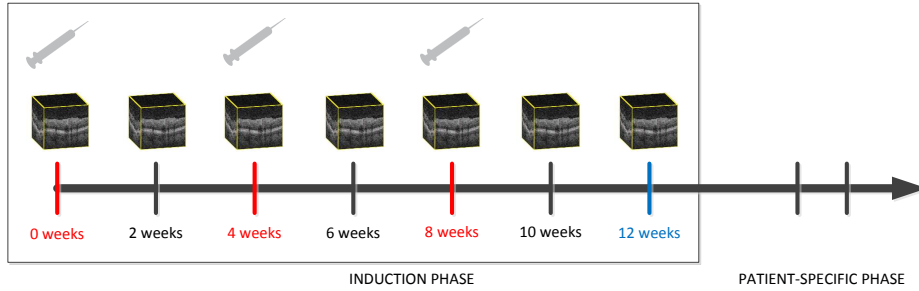 0 weeks
2 weeks
4 weeks
6 weeks
8 weeks
10 weeks
12 weeks
INDUCTION PHASE
PATIENT-SPECIFIC PHASE